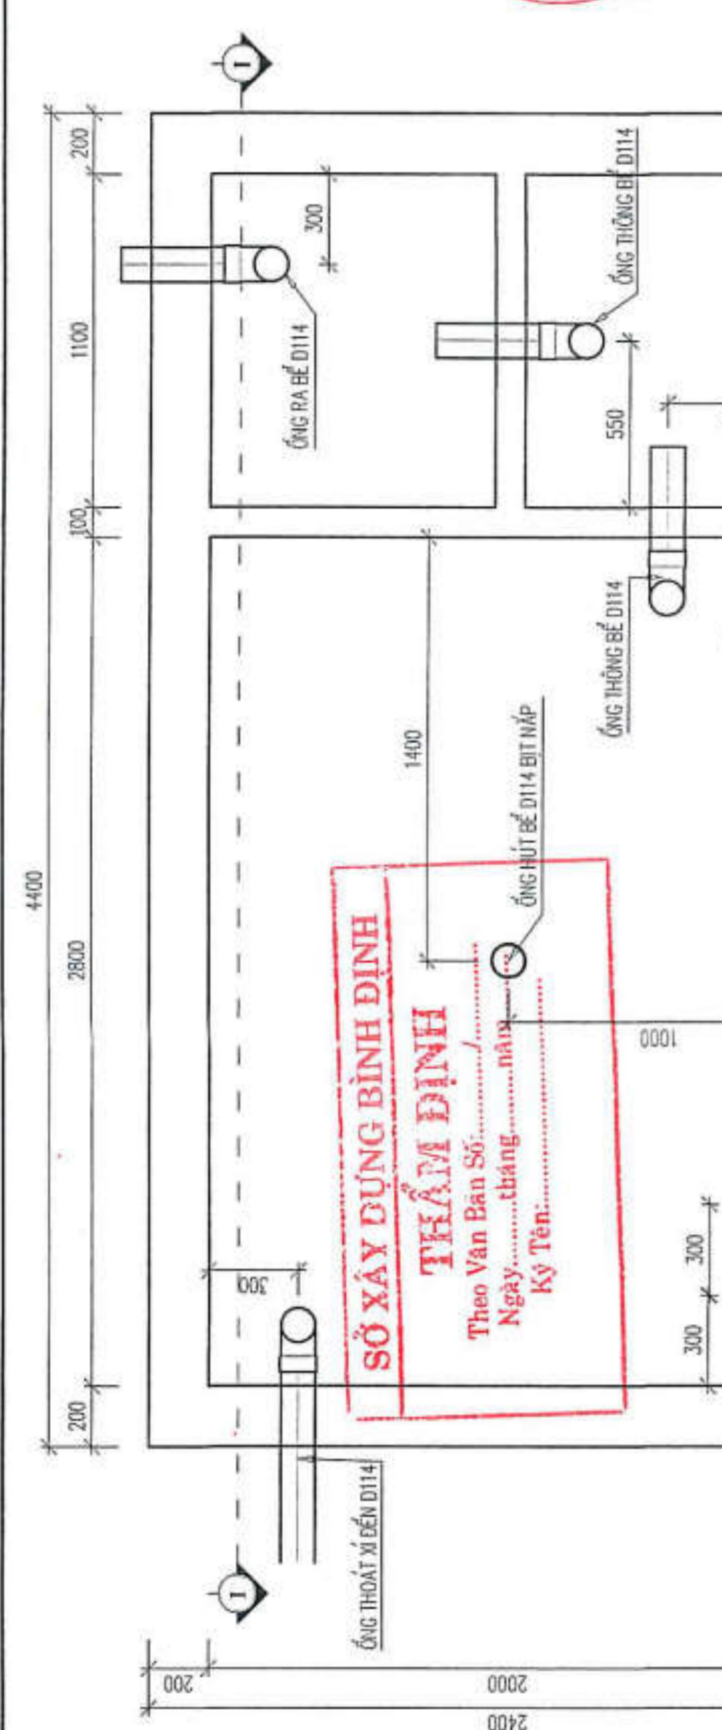 4400
200
2800
100
1100
200
I
I
300
ỐNG RA BỂ D114
550
ỐNG THÔNG BỂ D114
ỐNG THÔNG BỂ D114
1400
ỐNG HÚT BỂ D114 BỊT NẮP
1000
300
ỐNG THOÁT XÍ ĐẾN D114
300
300
200
2000
2400
SỞ XÂY DỰNG BÌNH ĐỊNH
THẨM ĐỊNH
Theo Văn Bản Số:........../..........
Ngày..........tháng..........năm..........
Ký Tên:..........